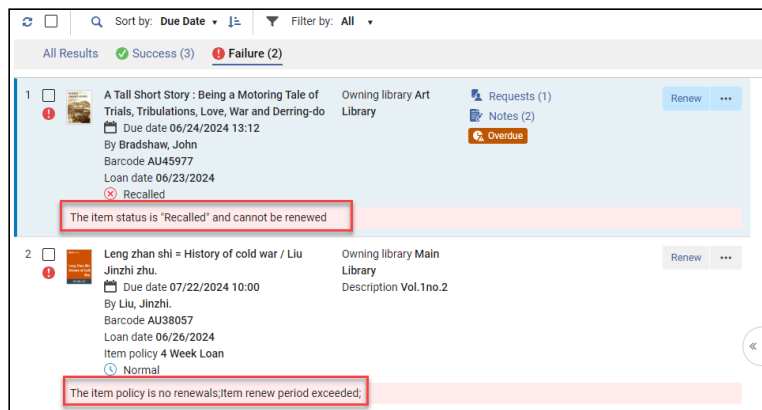 Sort by: Due Date Filter by: All
All Results Success (3) Failure (2)
1 A Tall Short Story : Being a Motoring Tale of Owning library Art Requests (1) Renew ...
Trials, Tribulations, Love, War and Derring-do Library Notes (2)
Due date 06/24/2024 13:12 Overdue
By Bradshaw, John
Barcode AU45977
Loan date 06/23/2024
Recalled
The item status is "Recalled" and cannot be renewed
2 Leng zhan shi = History of cold war / Liu Owning library Main Renew ...
Jinzhi zhu. Library
Due date 07/22/2024 10:00 Description Vol.1no.2
By Liu, Jinzhi.
Barcode AU38057
Loan date 06/26/2024
Item policy 4 Week Loan
Normal
The item policy is no renewals;Item renew period exceeded;